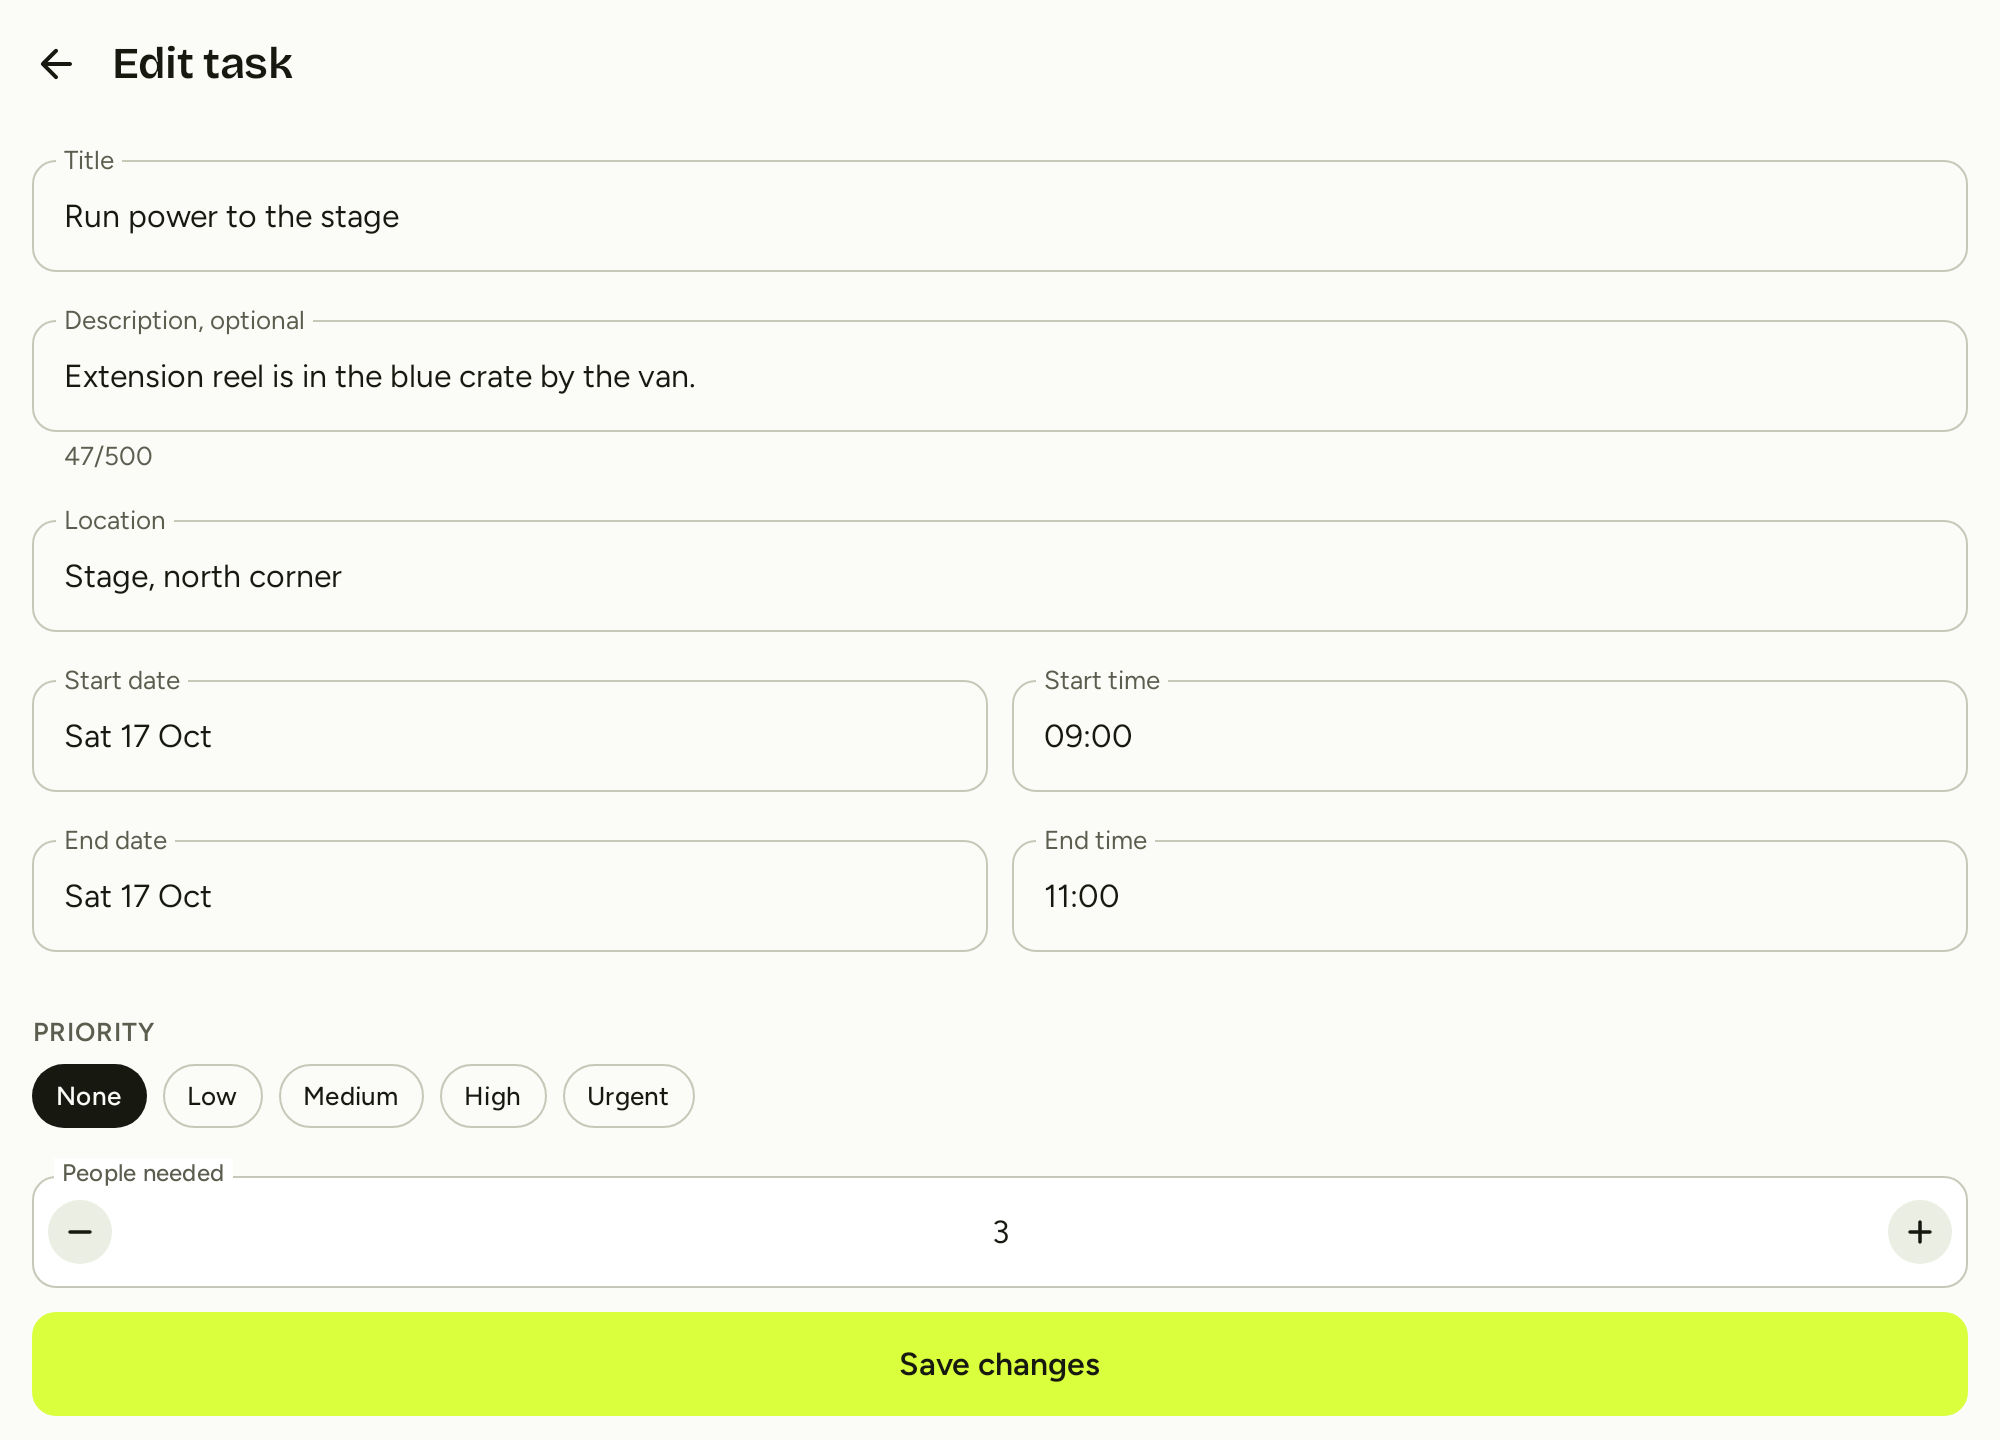 Edit task
Title
Run power to the stage
Description, optional
Extension reel is in the blue crate by the van.
47/500
Location
Stage, north corner
Start date
Sat 17 Oct
Start time
09:00
End date
Sat 17 Oct
End time
11:00
PRIORITY
None Low Medium High Urgent
People needed
3
Save changes